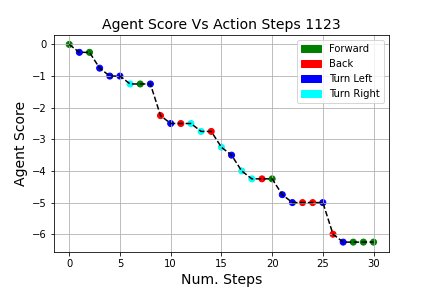 Agent Score Vs Action Steps 1123
Agent Score
0
−1
−2
−3
−4
−5
−6
Forward
Back
Turn Left
Turn Right
0 5 10 15 20 25 30
Num. Steps